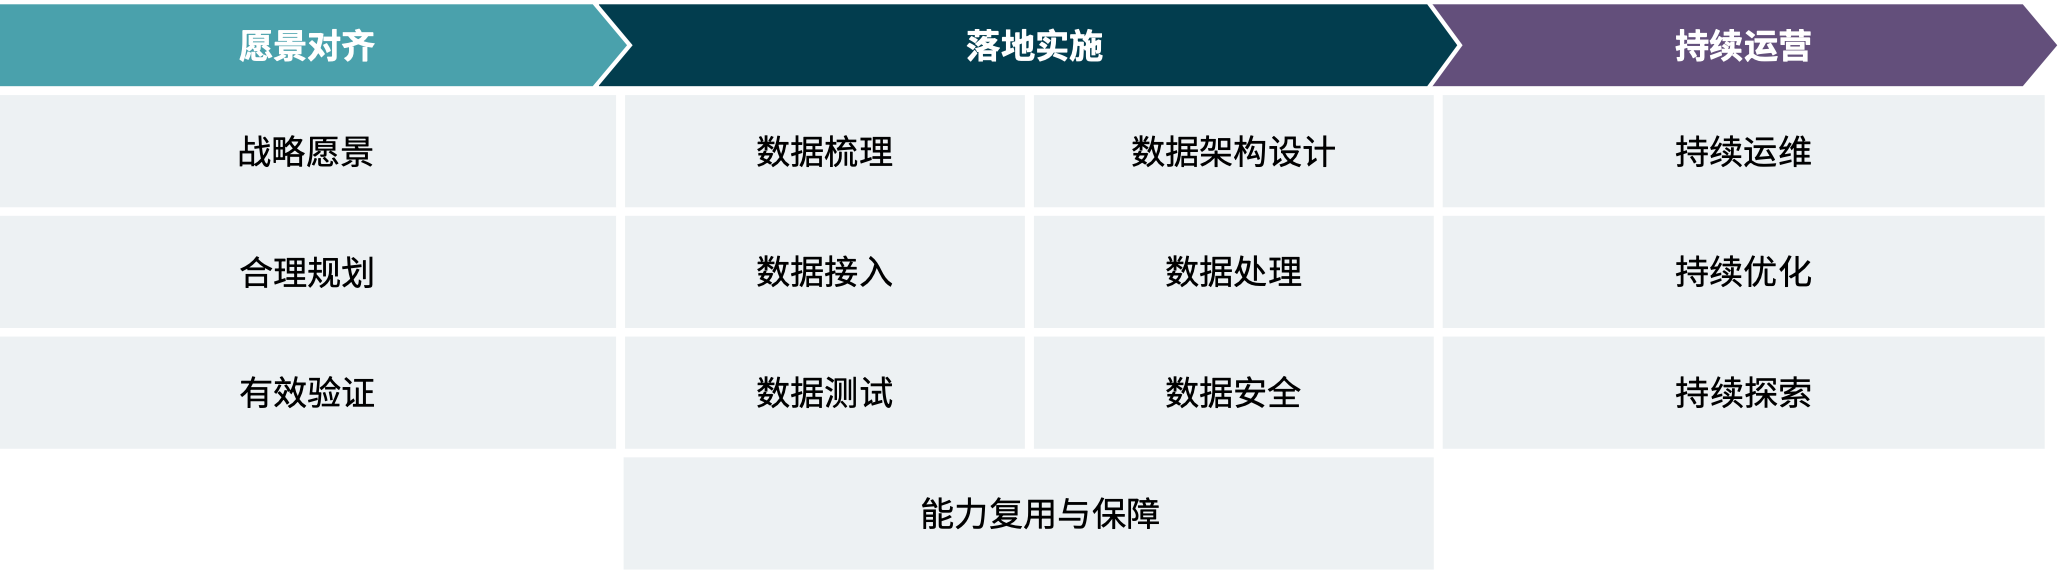 愿景对齐
落地实施
持续运营
战略愿景
数据梳理
数据架构设计
持续运维
合理规划
数据接入
数据处理
持续优化
有效验证
数据测试
数据安全
持续探索
能力复用与保障